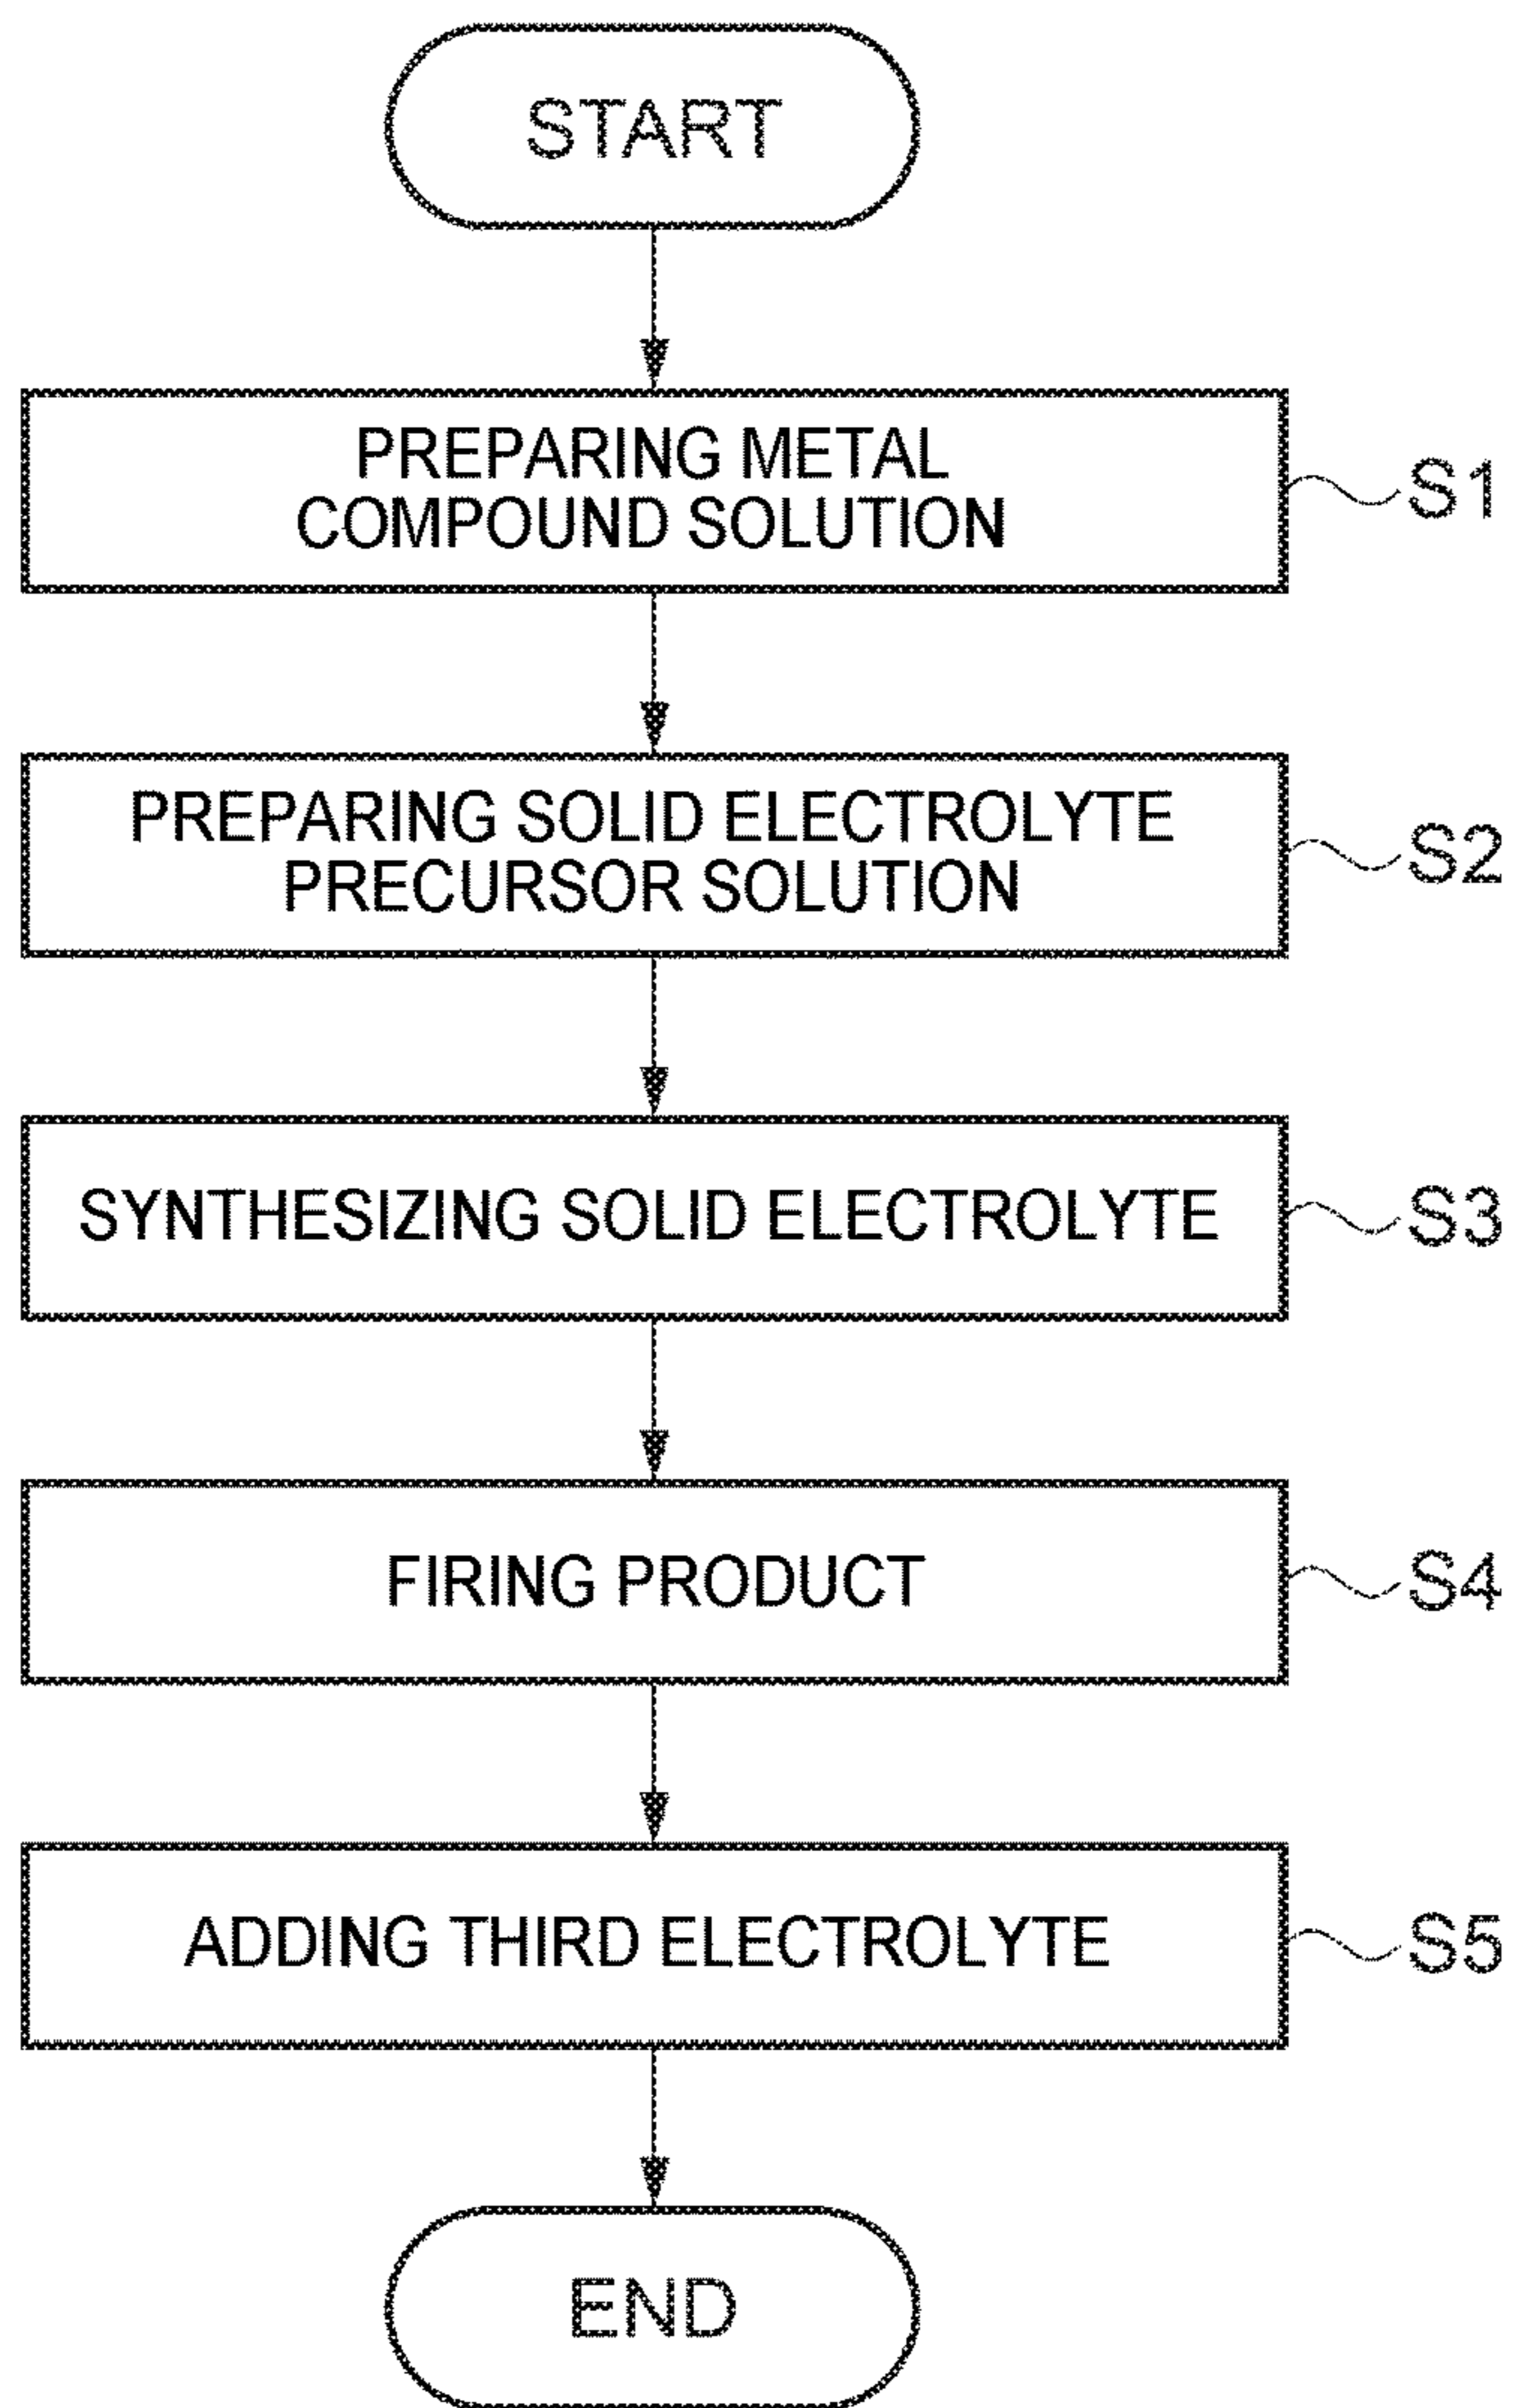 START
PREPARING METAL
COMPOUND SOLUTION
S1
PREPARING SOLID ELECTROLYTE
PRECURSOR SOLUTION
S2
SYNTHESIZING SOLID ELECTROLYTE
S3
FIRING PRODUCT
S4
ADDING THIRD ELECTROLYTE
S5
END